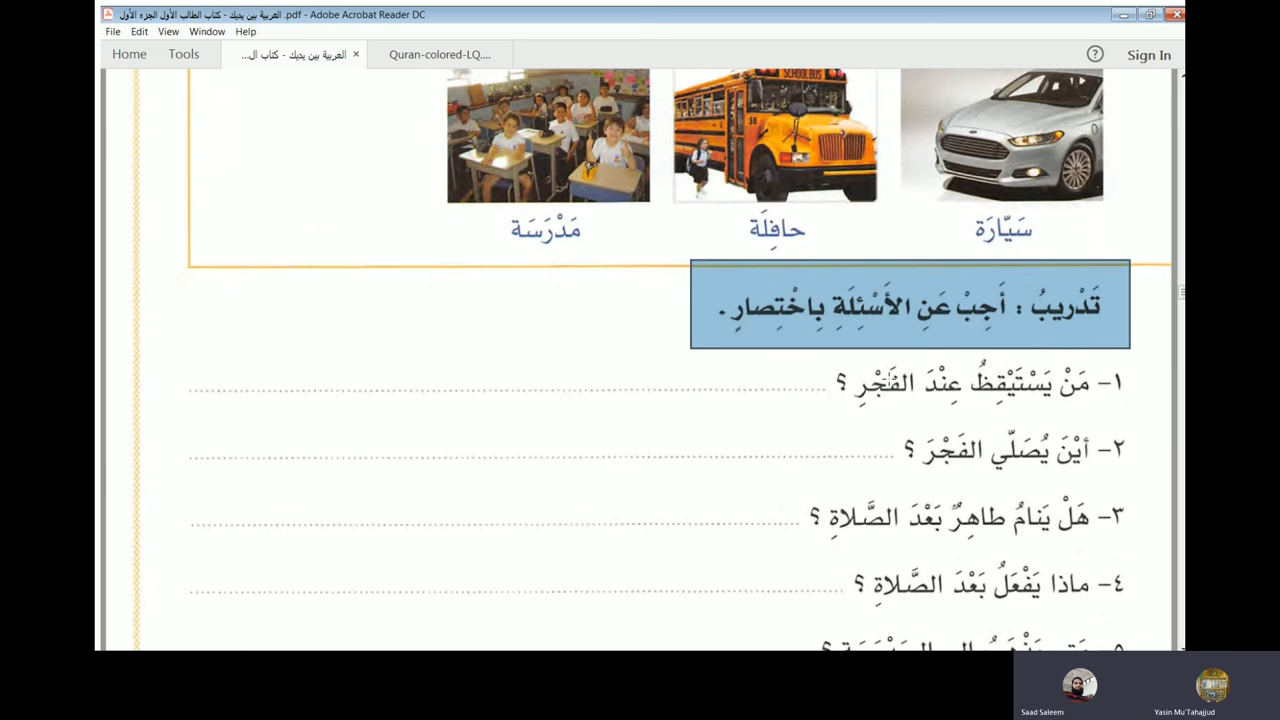 العربية بين يديك - كتاب الطالب الأول الجزء الأول.pdf - Adobe Acrobat Reader DC
File Edit View Window Help
Home Tools العربية بين يديك - كتاب ال... × Quran-colored-LQ.... ? Sign In
SCHOOL BUS
سَيَّارَة حافِلَة مَدْرَسَة
تَدْريبُ : أَجِبْ عَنِ الأَسْئِلَةِ بِاخْتِصارٍ .
١- مَنْ يَسْتَيْقِظُ عِنْدَ الفَجْرِ ؟
٢- أيْنَ يُصَلّي الفَجْرَ ؟
٣- هَلْ يَنامُ طاهِرٌ بَعْدَ الصَّلاةِ ؟
٤- ماذا يَفْعَلُ بَعْدَ الصَّلاةِ ؟
Saad Saleem Yasin Mu'Tahajjud